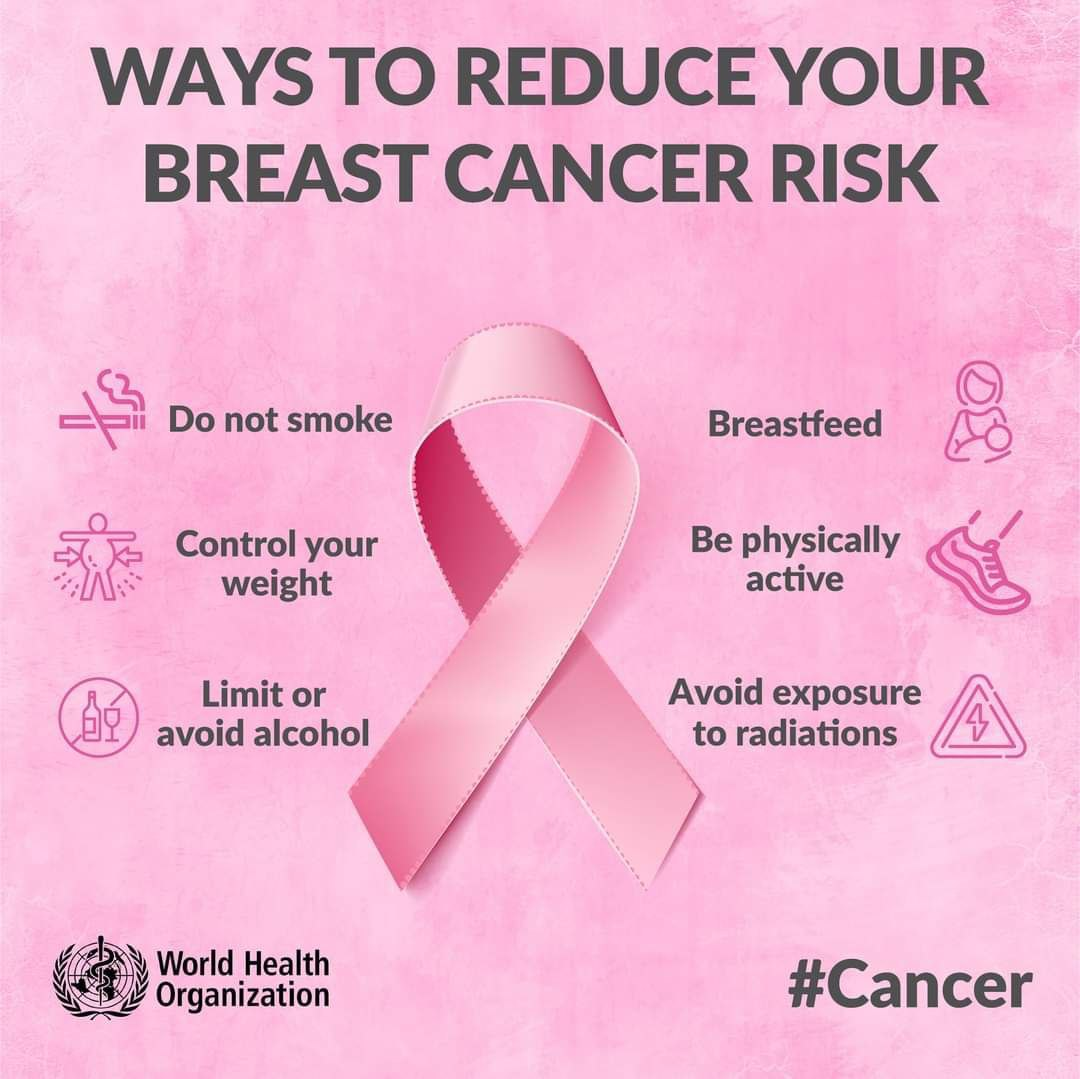 WAYS TO REDUCE YOUR
BREAST CANCER RISK
Do not smoke
Control your
weight
Limit or
avoid alcohol
Breastfeed
Be physically
active
Avoid exposure
to radiations
World Health
Organization
#Cancer